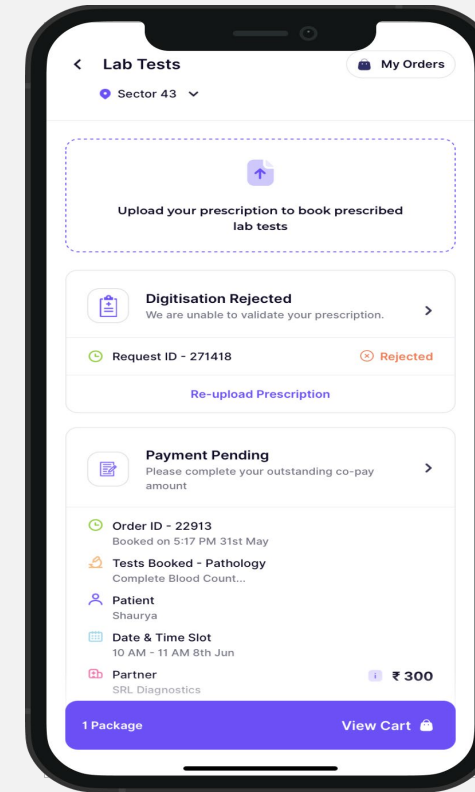 Lab Tests
My Orders
Sector 43
Upload your prescription to book prescribed
lab tests
Digitisation Rejected
We are unable to validate your prescription.
Request ID - 271418
Rejected
Re-upload Prescription
Payment Pending
Please complete your outstanding co-pay
amount
Order ID - 22913
Booked on 5:17 PM 31st May
Tests Booked - Pathology
Complete Blood Count...
Patient
Shaurya
Date & Time Slot
10 AM - 11 AM 8th Jun
Partner
i ₹ 300
SRL Diagnostics
1 Package
View Cart